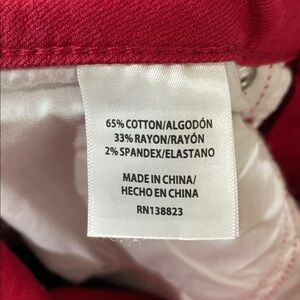 65% COTTON/ALGODÓN
33% RAYON/RAYÓN
2% SPANDEX/ELASTANO
MADE IN CHINA/
HECHO EN CHINA
RN138823